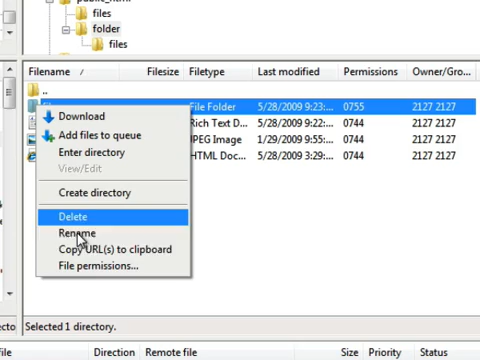 public_html
files
folder
files
Filename / Filesize Filetype Last modified Permissions Owner/Gro...
..
File Folder 5/28/2009 9:23:... 0755 2127 2127
Rich Text D... 5/28/2009 9:22:... 0744 2127 2127
JPEG Image 1/29/2009 9:55:... 0744 2127 2127
HTML Doc... 5/28/2009 3:29:... 0744 2127 2127
Download
Add files to queue
Enter directory
View/Edit
Create directory
Delete
Rename
Copy URL(s) to clipboard
File permissions...
Selected 1 directory.
Direction Remote file Size Priority Status